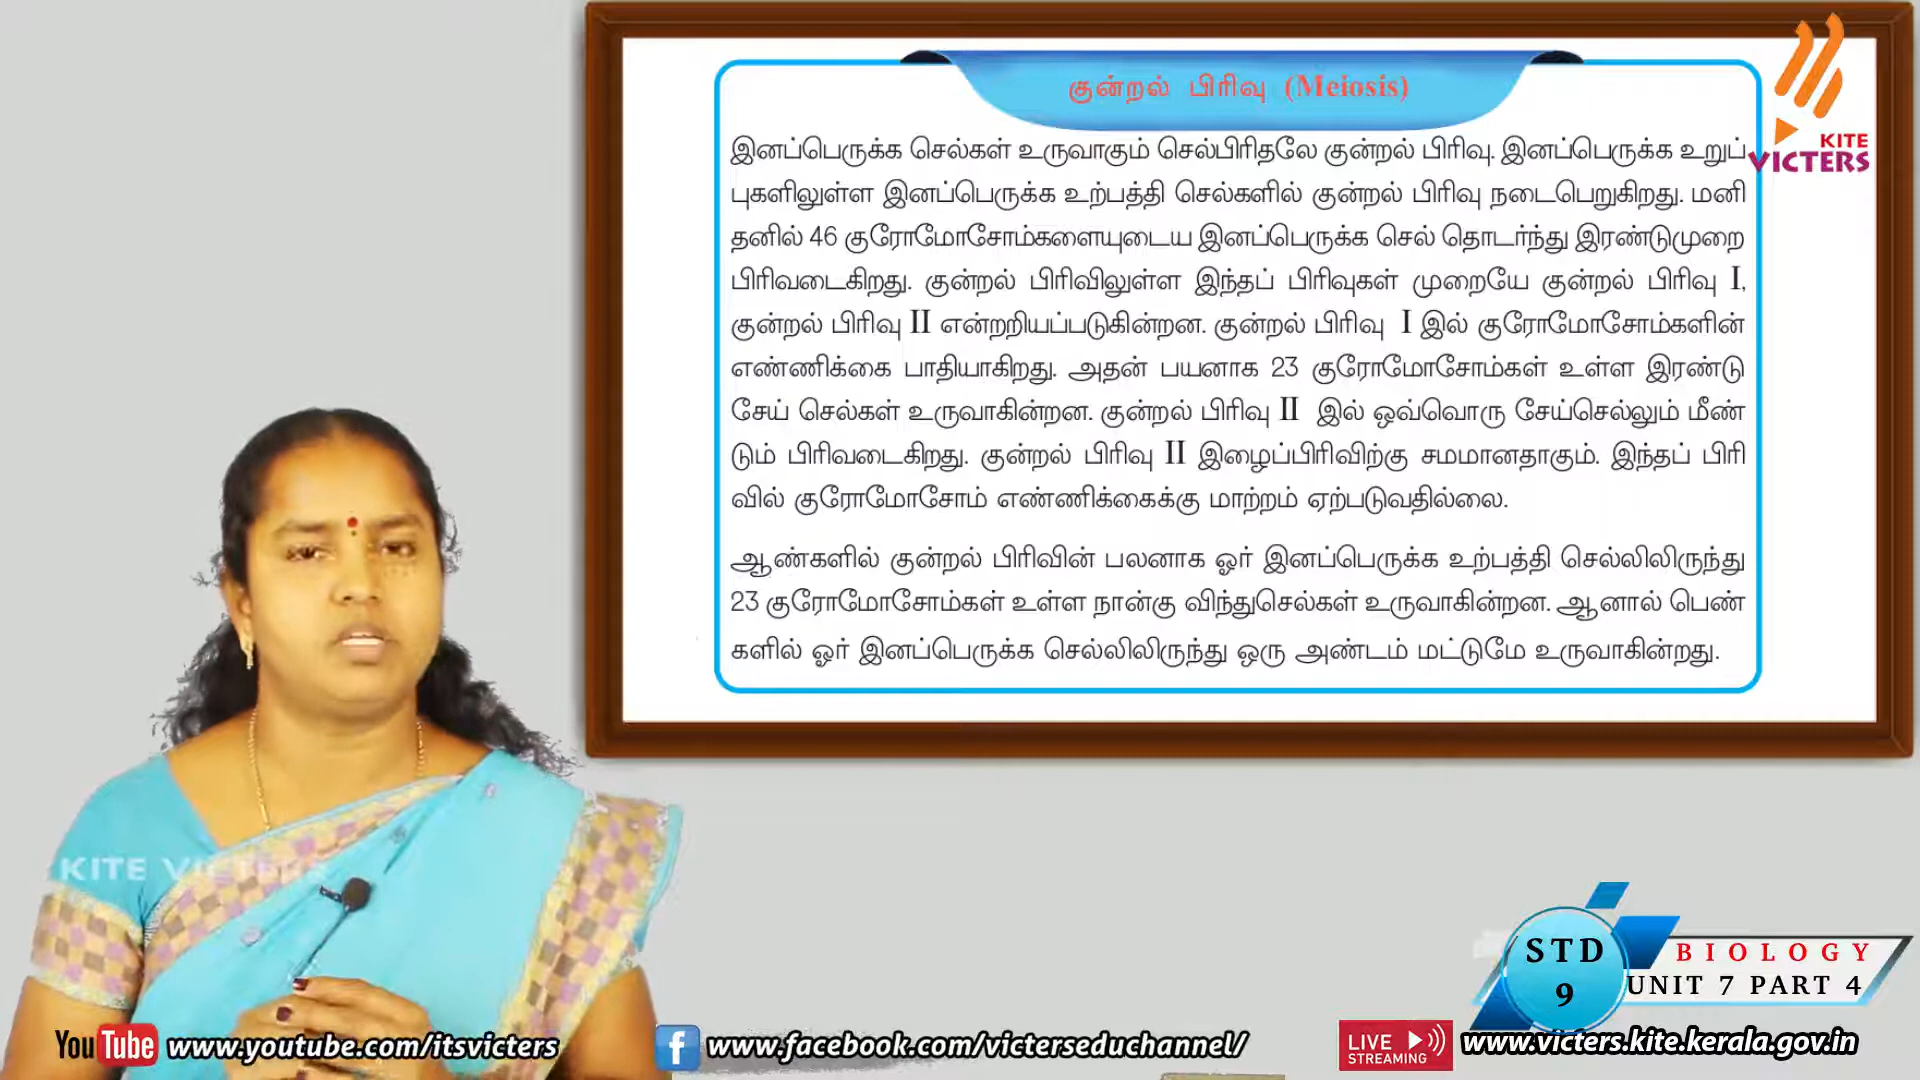 குன்றல் பிரிவு (Meiosis)
இனப்பெருக்க செல்கள் உருவாகும் செல்பிரிதலே குன்றல் பிரிவு. இனப்பெருக்க உறுப்
புகளிலுள்ள இனப்பெருக்க உற்பத்தி செல்களில் குன்றல் பிரிவு நடைபெறுகிறது. மனி
தனில் 46 குரோமோசோம்களையுடைய இனப்பெருக்க செல் தொடர்ந்து இரண்டுமுறை
பிரிவடைகிறது. குன்றல் பிரிவிலுள்ள இந்தப் பிரிவுகள் முறையே குன்றல் பிரிவு I,
குன்றல் பிரிவு II என்றறியப்படுகின்றன. குன்றல் பிரிவு I இல் குரோமோசோம்களின்
எண்ணிக்கை பாதியாகிறது. அதன் பயனாக 23 குரோமோசோம்கள் உள்ள இரண்டு
சேய் செல்கள் உருவாகின்றன. குன்றல் பிரிவு II இல் ஒவ்வொரு சேய்செல்லும் மீண்
டும் பிரிவடைகிறது. குன்றல் பிரிவு II இழைப்பிரிவிற்கு சமமானதாகும். இந்தப் பிரி
வில் குரோமோசோம் எண்ணிக்கைக்கு மாற்றம் ஏற்படுவதில்லை.
ஆண்களில் குன்றல் பிரிவின் பலனாக ஓர் இனப்பெருக்க உற்பத்தி செல்லிலிருந்து
23 குரோமோசோம்கள் உள்ள நான்கு விந்துசெல்கள் உருவாகின்றன. ஆனால் பெண்
களில் ஓர் இனப்பெருக்க செல்லிலிருந்து ஒரு அண்டம் மட்டுமே உருவாகின்றது.
KITE
VICTERS
KITE VICTERS
STD
9
BIOLOGY
UNIT 7 PART 4
YouTube www.youtube.com/itsvicters
f www.facebook.com/victerseduchannel/
LIVE
STREAMING
www.victers.kite.kerala.gov.in